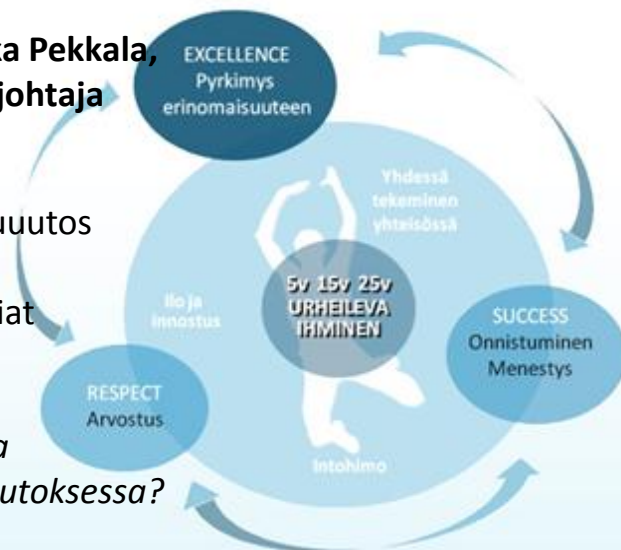 ka Pekkala,
johtaja
uutos
iat
a
utoksessa?
EXCELLENCE
Pyrkimys
erinomaisuuteen
Yhdessä
tekeminen
yhteisössä
5v 15v 25v
URHEILEVA
IHMINEN
Ilo ja
innostus
SUCCESS
Onnistuminen
Menestys
RESPECT
Arvostus
Intohimo